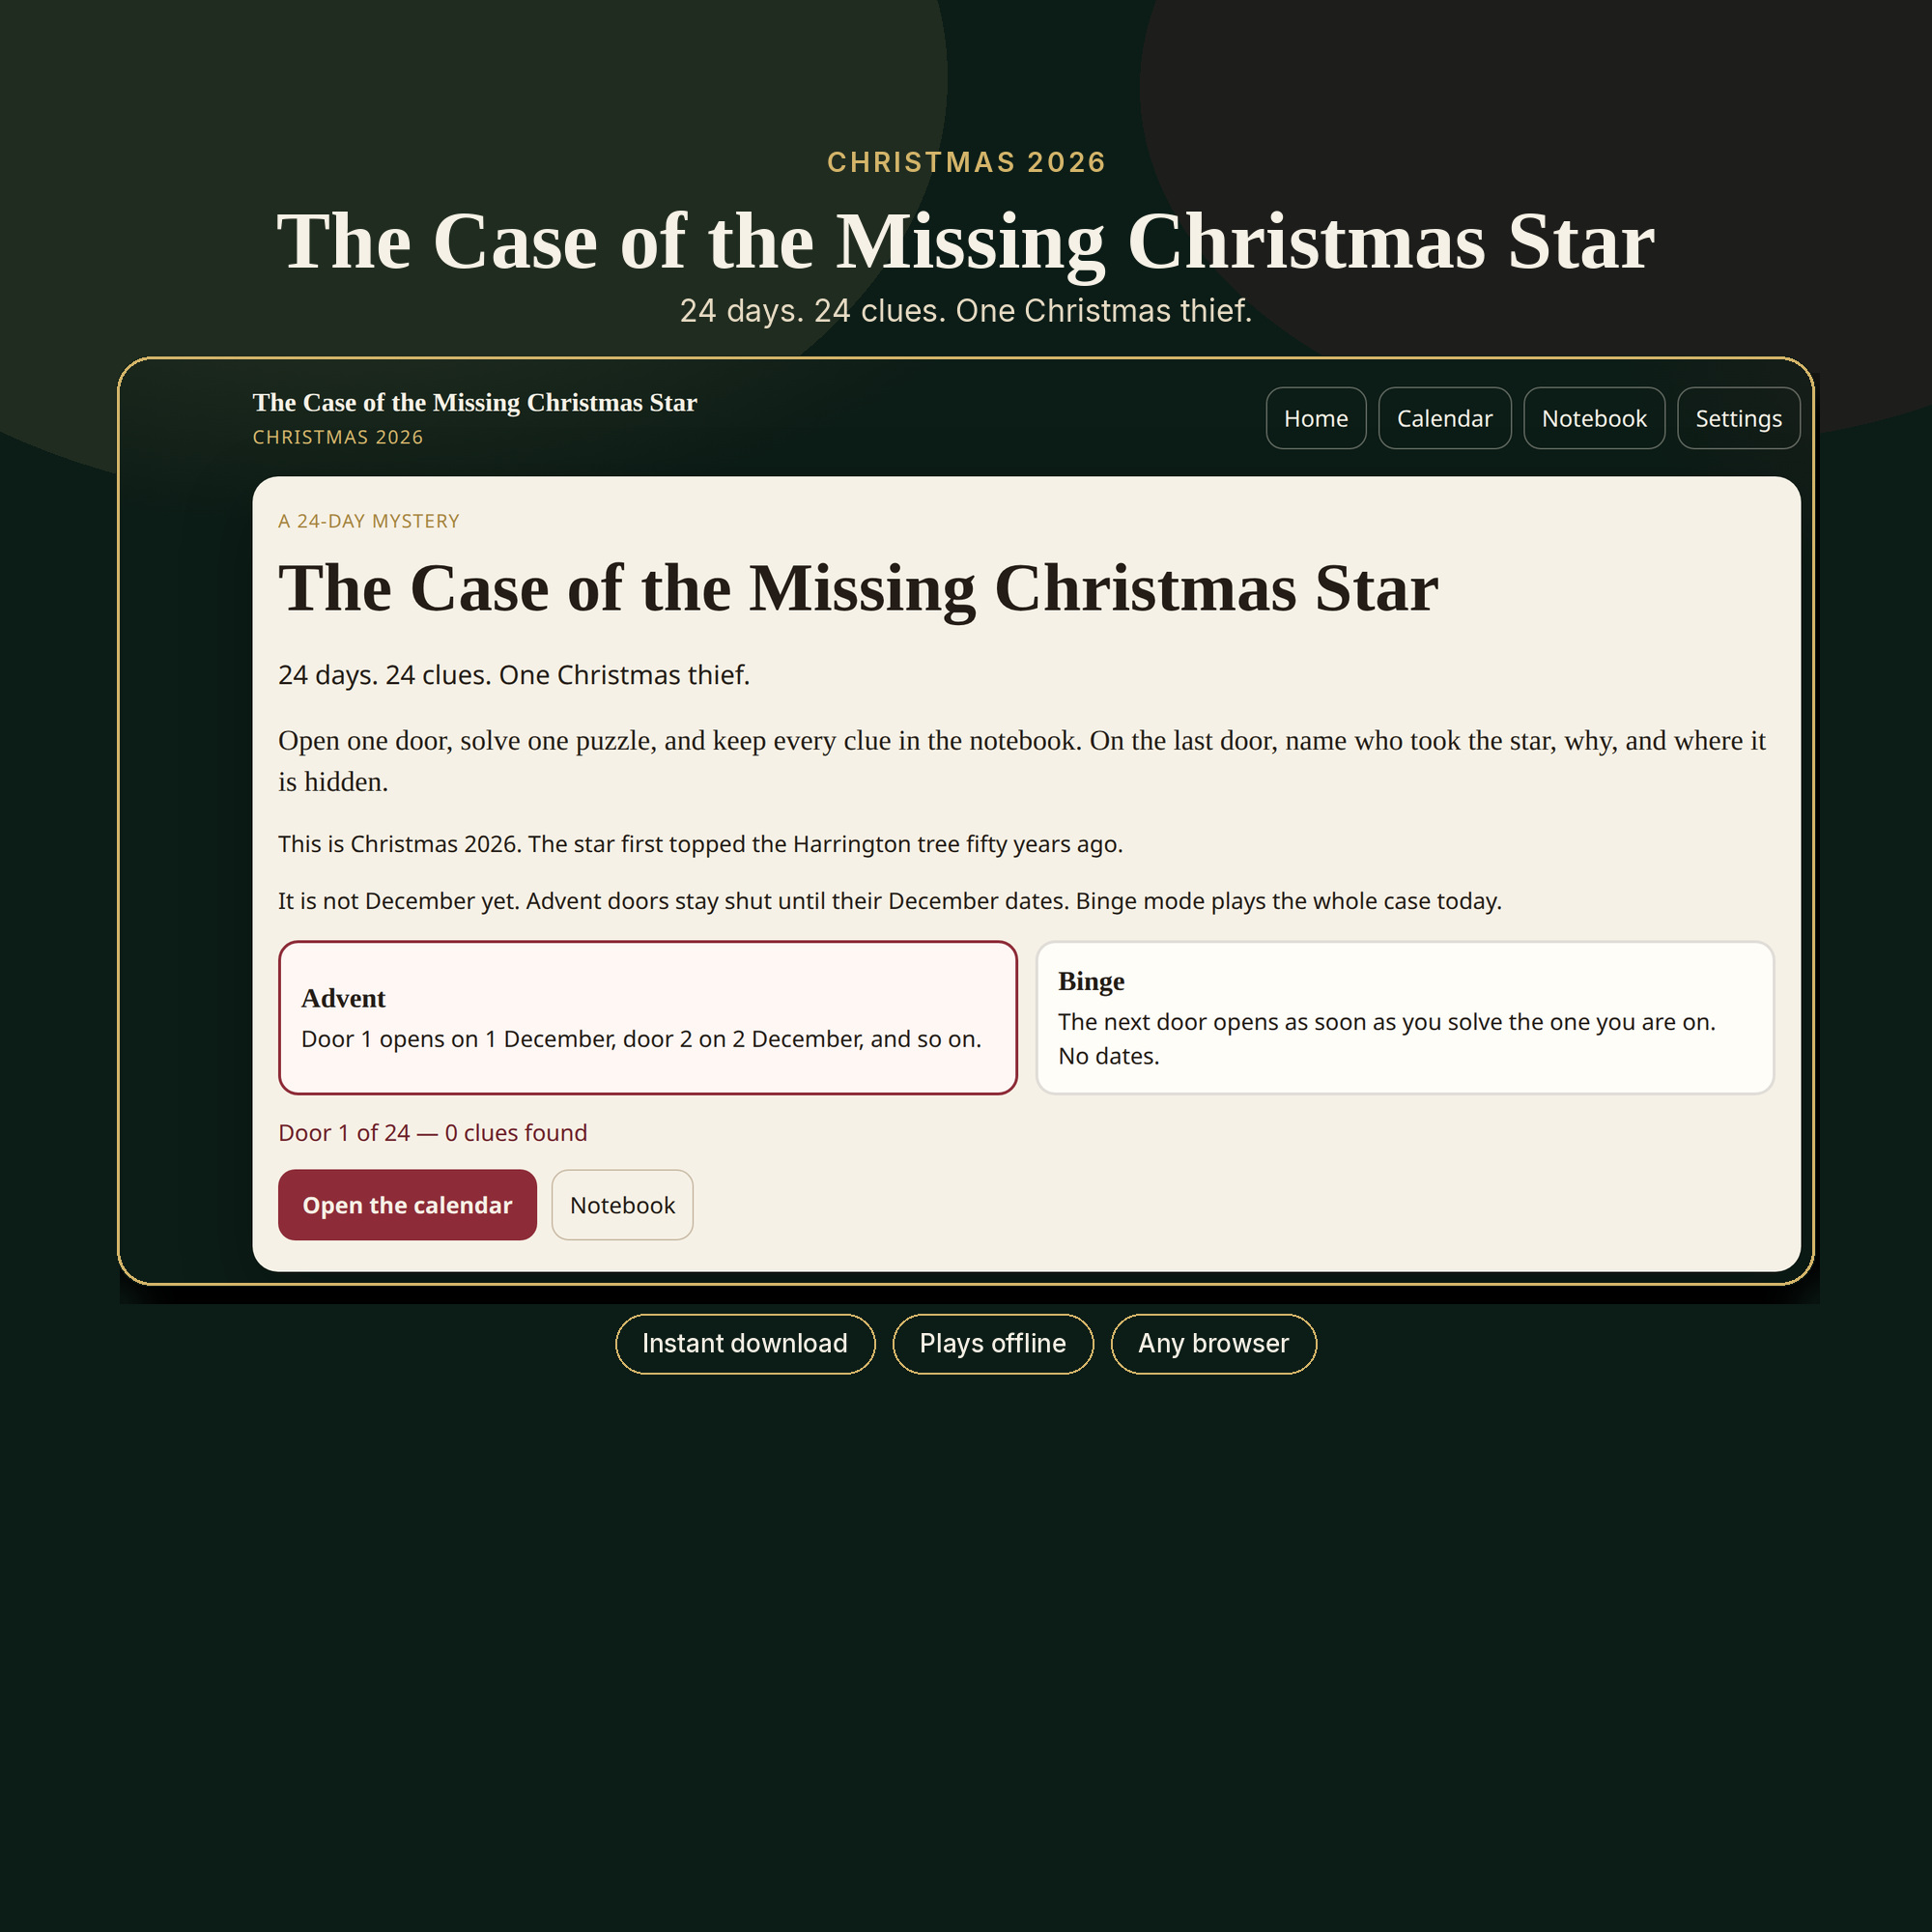 CHRISTMAS 2026
The Case of the Missing Christmas Star
24 days. 24 clues. One Christmas thief.
The Case of the Missing Christmas Star
CHRISTMAS 2026
Home
Calendar
Notebook
Settings
A 24-DAY MYSTERY
The Case of the Missing Christmas Star
24 days. 24 clues. One Christmas thief.
Open one door, solve one puzzle, and keep every clue in the notebook. On the last door, name who took the star, why, and where it
is hidden.
This is Christmas 2026. The star first topped the Harrington tree fifty years ago.
It is not December yet. Advent doors stay shut until their December dates. Binge mode plays the whole case today.
Advent
Door 1 opens on 1 December, door 2 on 2 December, and so on.
Binge
The next door opens as soon as you solve the one you are on.
No dates.
Door 1 of 24 — 0 clues found
Open the calendar
Notebook
Instant download
Plays offline
Any browser